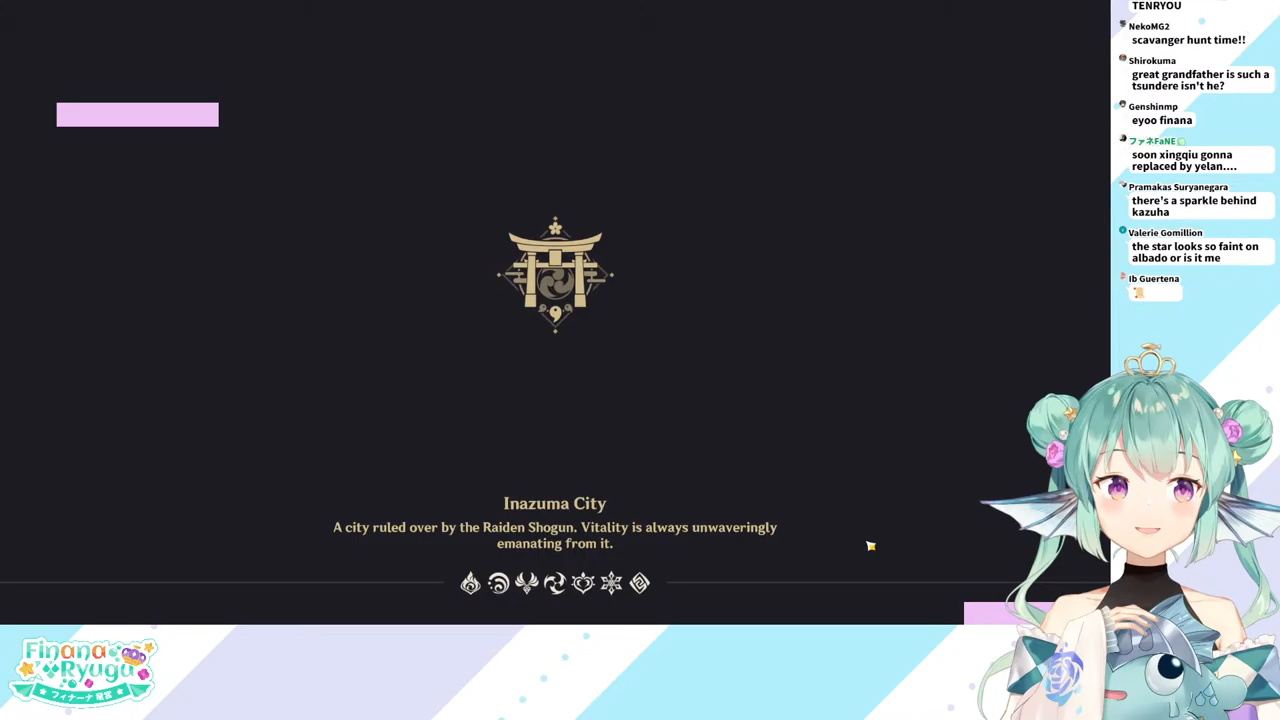 TENRYOU
NekoMG2
scavanger hunt time!!
Shirokuma
great grandfather is such a
tsundere isn't he?
Genshinmp
eyoo finana
ファネFaNE
soon xingqiu gonna
replaced by yelan....
Pramakas Suryanegara
there's a sparkle behind
kazuha
Valerie Gomillion
the star looks so faint on
albado or is it me
Ib Guertena
Inazuma City
A city ruled over by the Raiden Shogun. Vitality is always unwaveringly
emanating from it.
Finana
Ryugu
フィナーナ竜宮